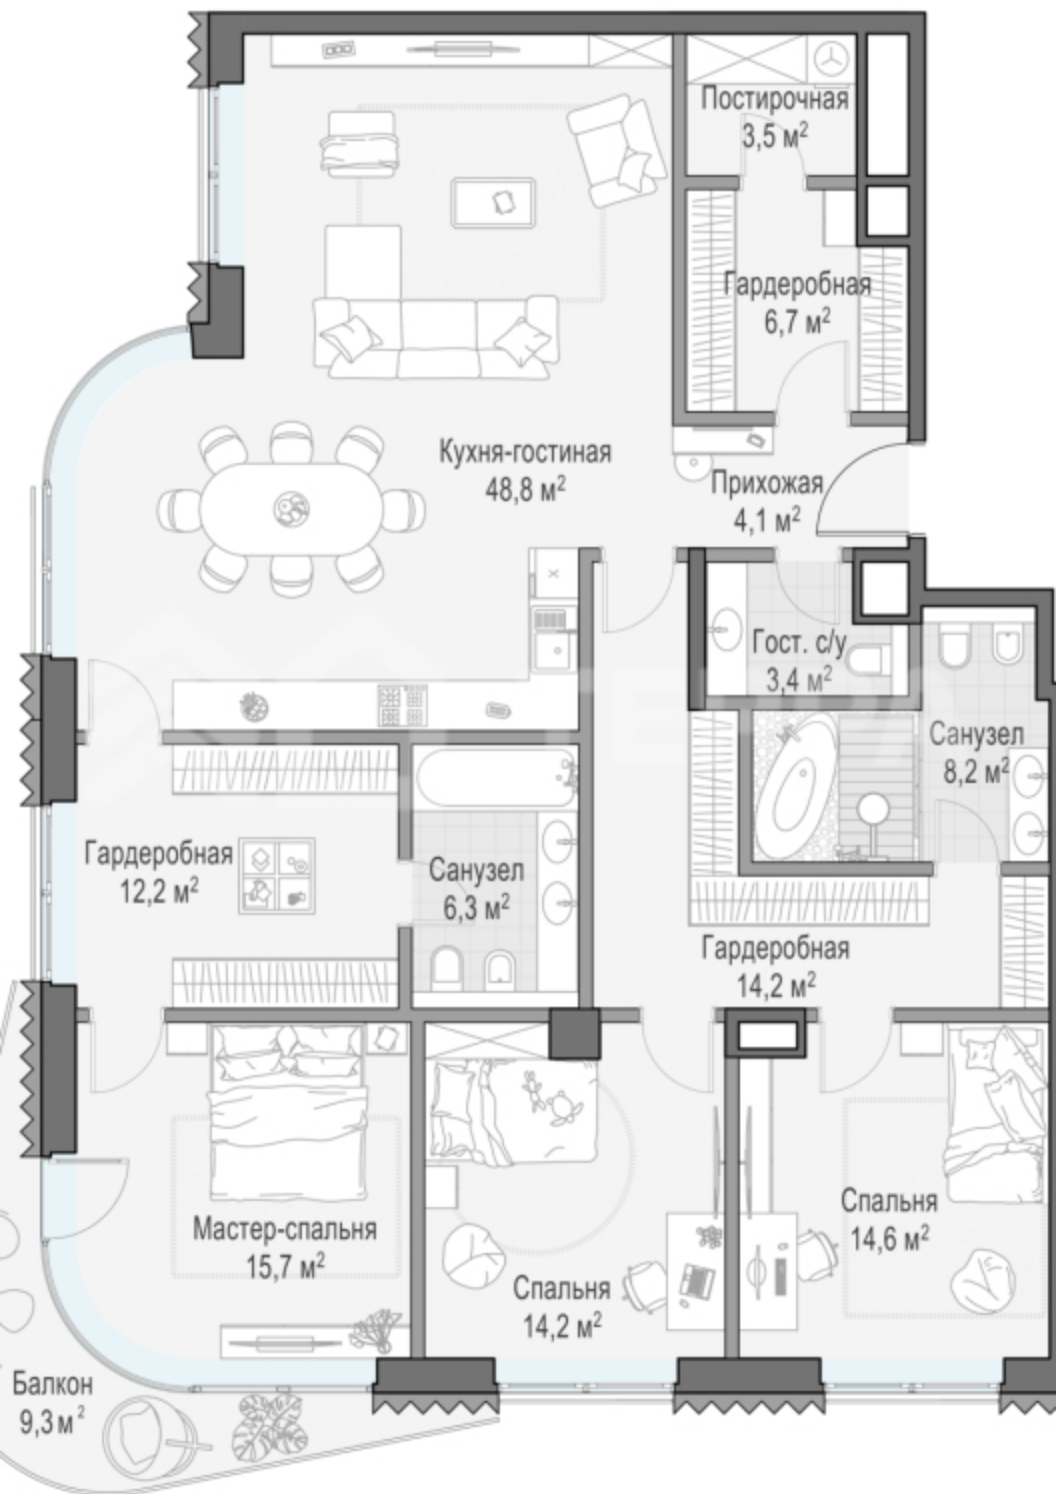 Постирочная
3,5 м²
Гардеробная
6,7 м²
Кухня-гостиная
48,8 м²
Прихожая
4,1 м²
Гост. с/у
3,4 м²
Санузел
8,2 м²
Гардеробная
12,2 м²
Санузел
6,3 м²
Гардеробная
14,2 м²
Мастер-спальня
15,7 м²
Спальня
14,2 м²
Спальня
14,6 м²
Балкон
9,3 м²